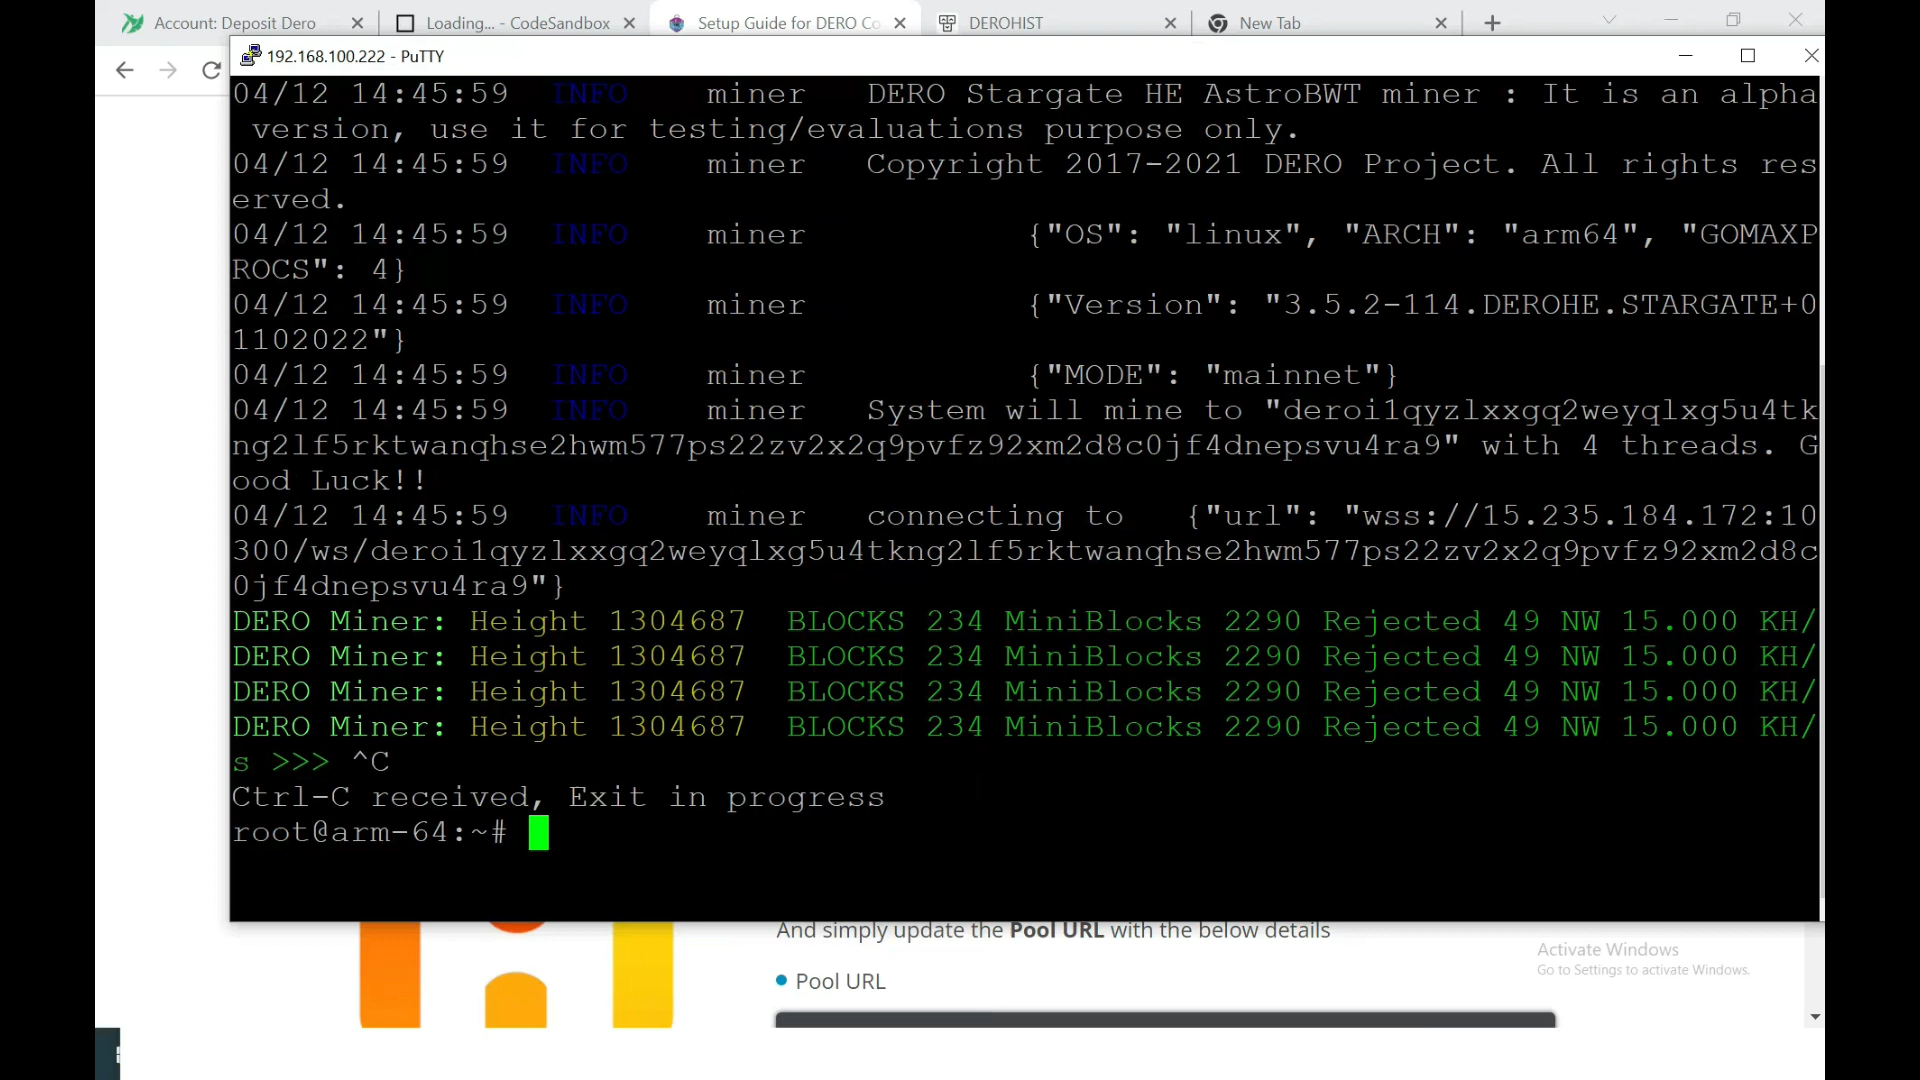 Account: Deposit Dero
Loading... - CodeSandbox
Setup Guide for DERO Co
DEROHIST
New Tab
192.168.100.222 - PuTTY
04/12 14:45:59 INFO miner DERO Stargate HE AstroBWT miner : It is an alpha
version, use it for testing/evaluations purpose only.
04/12 14:45:59 INFO miner Copyright 2017-2021 DERO Project. All rights res
erved.
04/12 14:45:59 INFO miner {"OS": "linux", "ARCH": "arm64", "GOMAXP
ROCS": 4}
04/12 14:45:59 INFO miner {"Version": "3.5.2-114.DEROHE.STARGATE+0
1102022"}
04/12 14:45:59 INFO miner {"MODE": "mainnet"}
04/12 14:45:59 INFO miner System will mine to "deroi1qyzlxxgq2weyqlxg5u4tk
ng2lf5rktwanqhse2hwm577ps22zv2x2q9pvfz92xm2d8c0jf4dnepsvu4ra9" with 4 threads. G
ood Luck!!
04/12 14:45:59 INFO miner connecting to {"url": "wss://15.235.184.172:10
300/ws/deroi1qyzlxxgq2weyqlxg5u4tkng2lf5rktwanqhse2hwm577ps22zv2x2q9pvfz92xm2d8c
0jf4dnepsvu4ra9"}
DERO Miner: Height 1304687 BLOCKS 234 MiniBlocks 2290 Rejected 49 NW 15.000 KH/
DERO Miner: Height 1304687 BLOCKS 234 MiniBlocks 2290 Rejected 49 NW 15.000 KH/
DERO Miner: Height 1304687 BLOCKS 234 MiniBlocks 2290 Rejected 49 NW 15.000 KH/
DERO Miner: Height 1304687 BLOCKS 234 MiniBlocks 2290 Rejected 49 NW 15.000 KH/
s >>> ^C
Ctrl-C received, Exit in progress
root@arm-64:~#
And simply update the Pool URL with the below details
Pool URL
Activate Windows
Go to Settings to activate Windows.